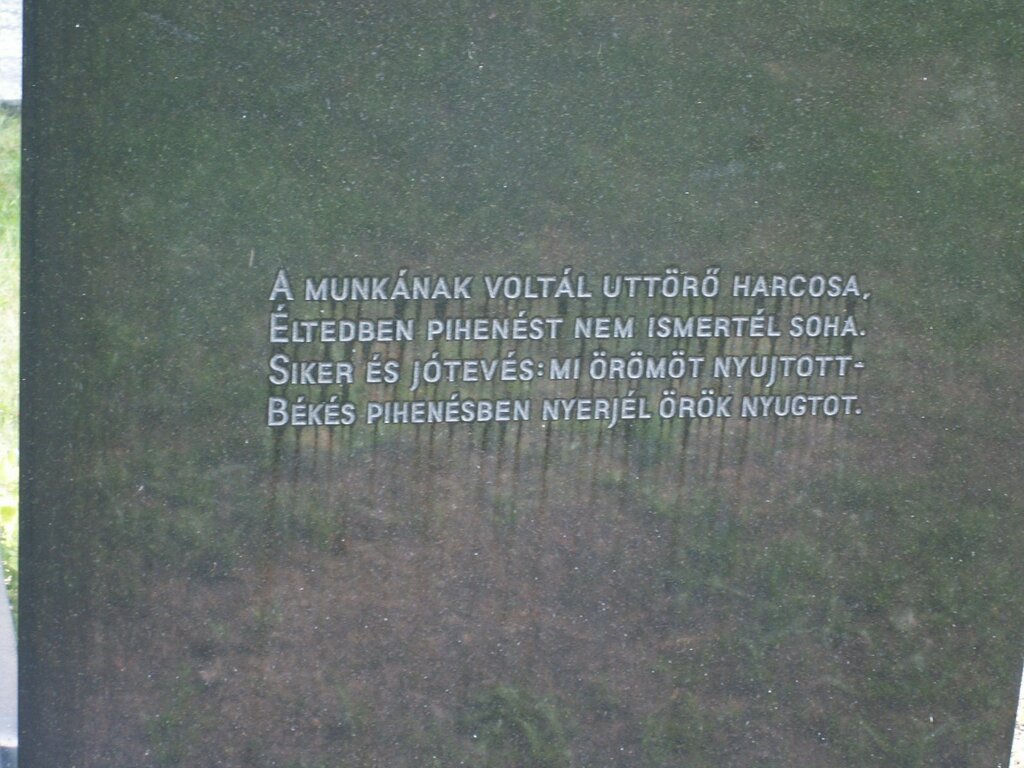 A MUNKÁNAK VOLTÁL UTTÖRŐ HARCOSA,
ÉLTEDBEN PIHENÉST NEM ISMERTÉL SOHA.
SIKER ÉS JÓTEVÉS: MI ÖRÖMÖT NYUJTOTT-
BÉKÉS PIHENÉSBEN NYERJÉL ÖRÖK NYUGTOT.